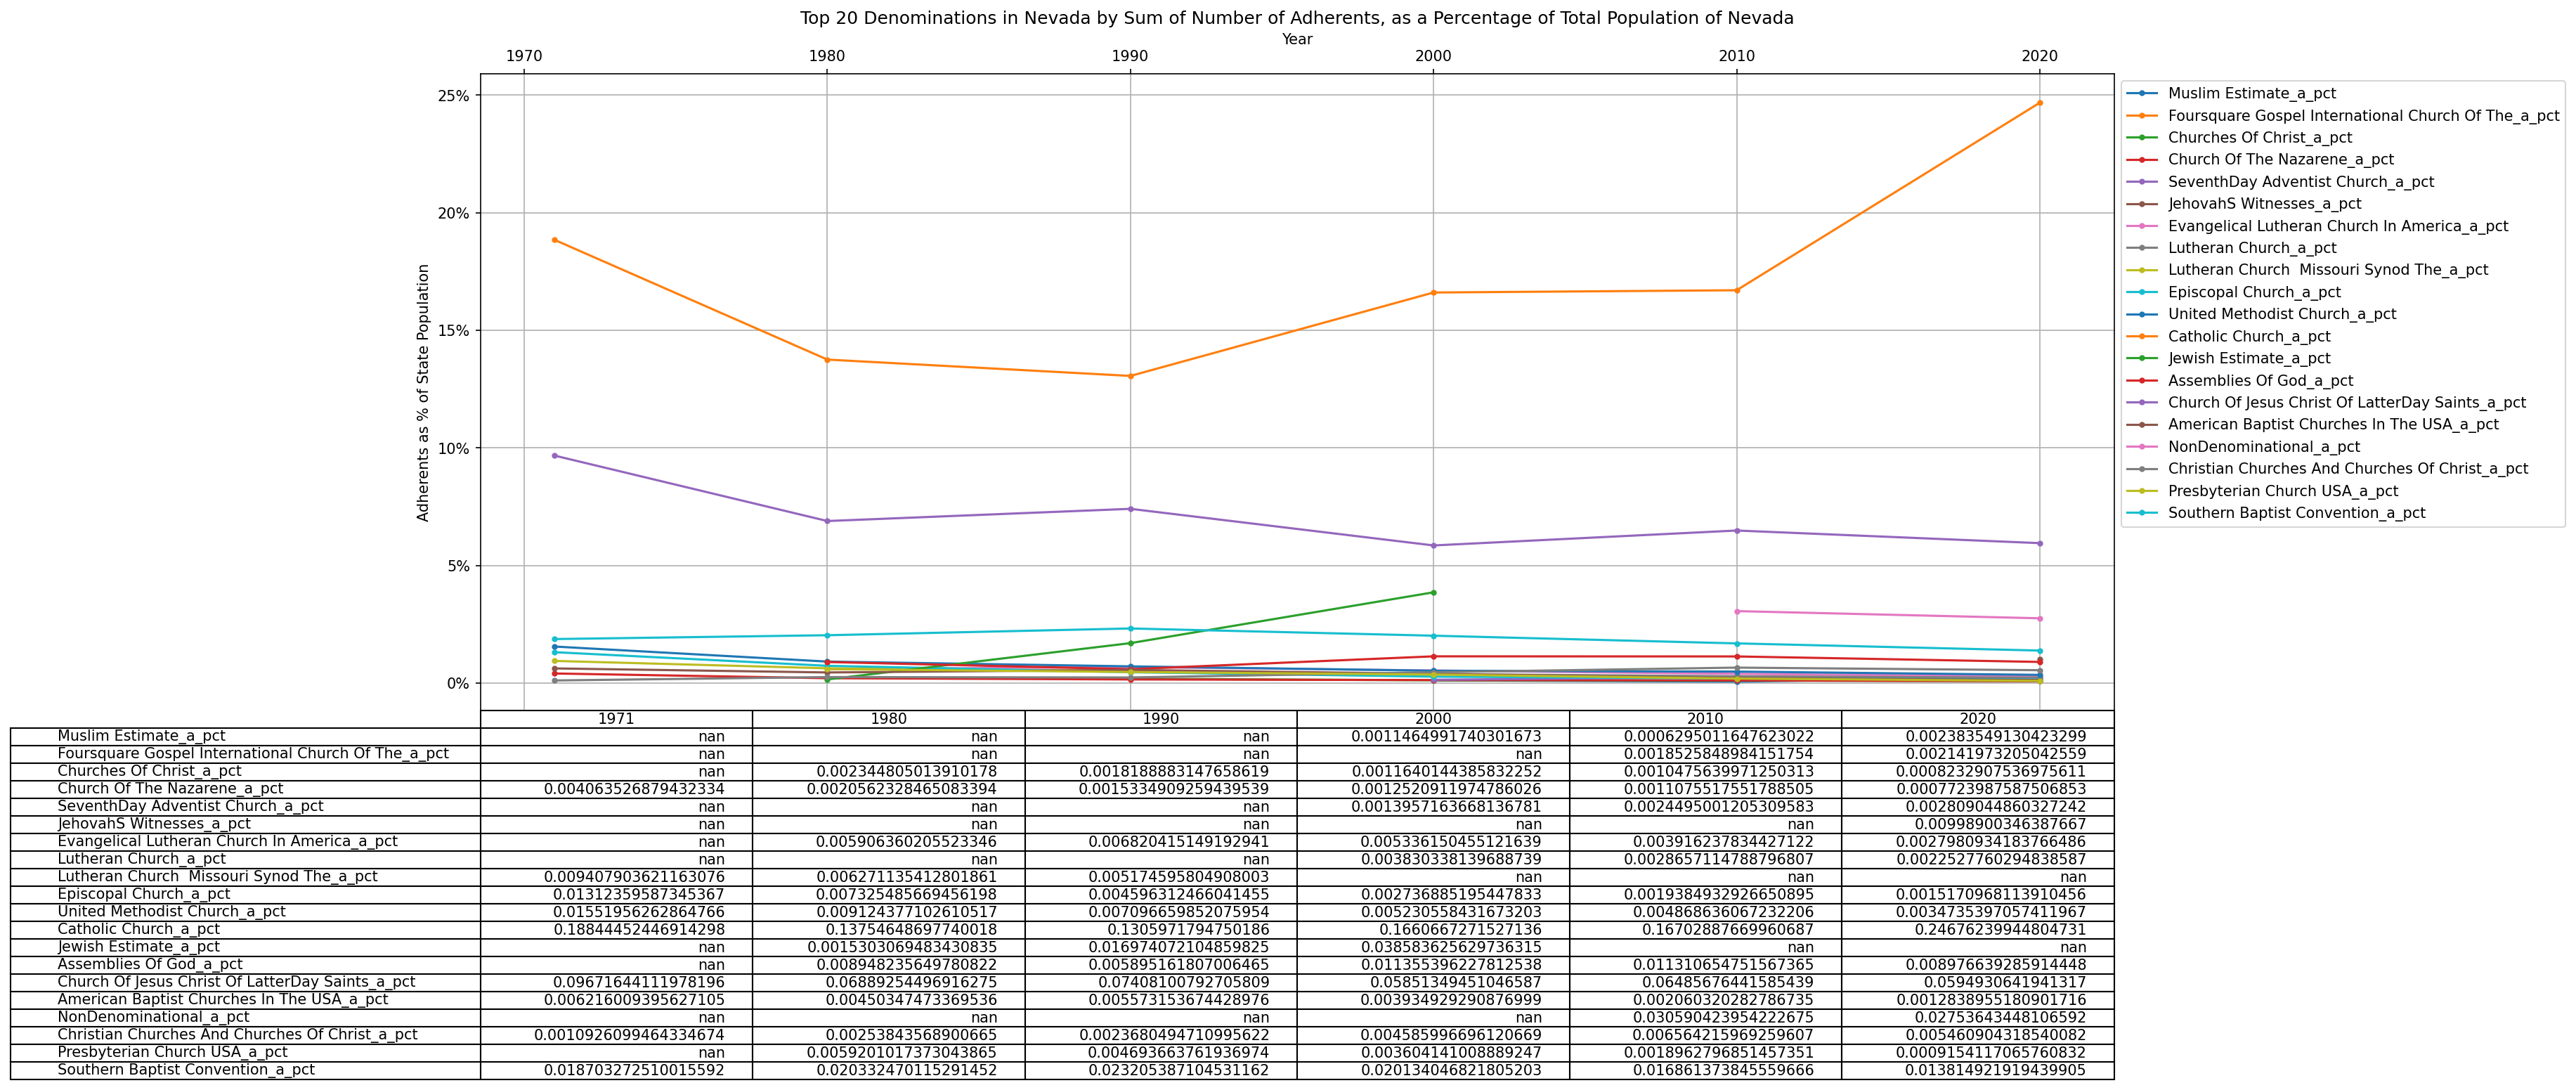 Top 20 Denominations in Nevada by Sum of Number of Adherents, as a Percentage of Total Population of Nevada
Year
1970 1980 1990 2000 2010 2020
25%
20%
15%
10%
5%
0%
Adherents as % of State Population
Muslim Estimate_a_pct
Foursquare Gospel International Church Of The_a_pct
Churches Of Christ_a_pct
Church Of The Nazarene_a_pct
SeventhDay Adventist Church_a_pct
JehovahS Witnesses_a_pct
Evangelical Lutheran Church In America_a_pct
Lutheran Church_a_pct
Lutheran Church  Missouri Synod The_a_pct
Episcopal Church_a_pct
United Methodist Church_a_pct
Catholic Church_a_pct
Jewish Estimate_a_pct
Assemblies Of God_a_pct
Church Of Jesus Christ Of LatterDay Saints_a_pct
American Baptist Churches In The USA_a_pct
NonDenominational_a_pct
Christian Churches And Churches Of Christ_a_pct
Presbyterian Church USA_a_pct
Southern Baptist Convention_a_pct
1971 1980 1990 2000 2010 2020
Muslim Estimate_a_pct nan nan nan 0.0011464991740301673 0.0006295011647623022 0.002383549130423299
Foursquare Gospel International Church Of The_a_pct nan nan nan nan 0.0018525848984151754 0.002141973205042559
Churches Of Christ_a_pct nan 0.002344805013910178 0.0018188883147658619 0.0011640144385832252 0.0010475639971250313 0.0008232907536975611
Church Of The Nazarene_a_pct 0.004063526879432334 0.0020562328465083394 0.0015334909259439539 0.0012520911974786026 0.0011075517551788505 0.0007723987587506853
SeventhDay Adventist Church_a_pct nan nan nan 0.0013957163668136781 0.0024495001205309583 0.002809044860327242
JehovahS Witnesses_a_pct nan nan nan nan nan 0.00998900346387667
Evangelical Lutheran Church In America_a_pct nan 0.005906360205523346 0.006820415149192941 0.005336150455121639 0.003916237834427122 0.0027980934183766486
Lutheran Church_a_pct nan nan nan 0.003830338139688739 0.0028657114788796807 0.0022527760294838587
Lutheran Church  Missouri Synod The_a_pct 0.009407903621163076 0.006271135412801861 0.005174595804908003 nan nan nan
Episcopal Church_a_pct 0.01312359587345367 0.007325485669456198 0.004596312466041455 0.002736885195447833 0.0019384932926650895 0.0015170968113910456
United Methodist Church_a_pct 0.01551956262864766 0.009124377102610517 0.007096659852075954 0.005230558431673203 0.004868636067232206 0.0034735397057411967
Catholic Church_a_pct 0.18844452446914298 0.13754648697740018 0.1305971794750186 0.1660667271527136 0.16702887669960687 0.24676239944804731
Jewish Estimate_a_pct nan 0.0015303069483430835 0.016974072104859825 0.038583625629736315 nan nan
Assemblies Of God_a_pct nan 0.008948235649780822 0.005895161807006465 0.011355396227812538 0.011310654751567365 0.008976639285914448
Church Of Jesus Christ Of LatterDay Saints_a_pct 0.096716441111978196 0.06889254496916275 0.07408100792705809 0.05851349451046587 0.06485676441585439 0.0594930641941317
American Baptist Churches In The USA_a_pct 0.006216009395627105 0.00450347473369536 0.005573153674428976 0.003934929290876999 0.002060320282786735 0.0012838955180901716
NonDenominational_a_pct nan nan nan nan 0.030590423954222675 0.02753643448106592
Christian Churches And Churches Of Christ_a_pct 0.0010926099464334674 0.00253843568900665 0.0023680494710995622 0.004585996696120669 0.006564215969259607 0.005460904318540082
Presbyterian Church USA_a_pct nan 0.0059201017373043865 0.004693663761936974 0.003604141008889247 0.0018962796851457351 0.0009154117065760832
Southern Baptist Convention_a_pct 0.018703272510015592 0.020332470115291452 0.023205387104531162 0.020134046821805203 0.016861373845559666 0.013814921919439905